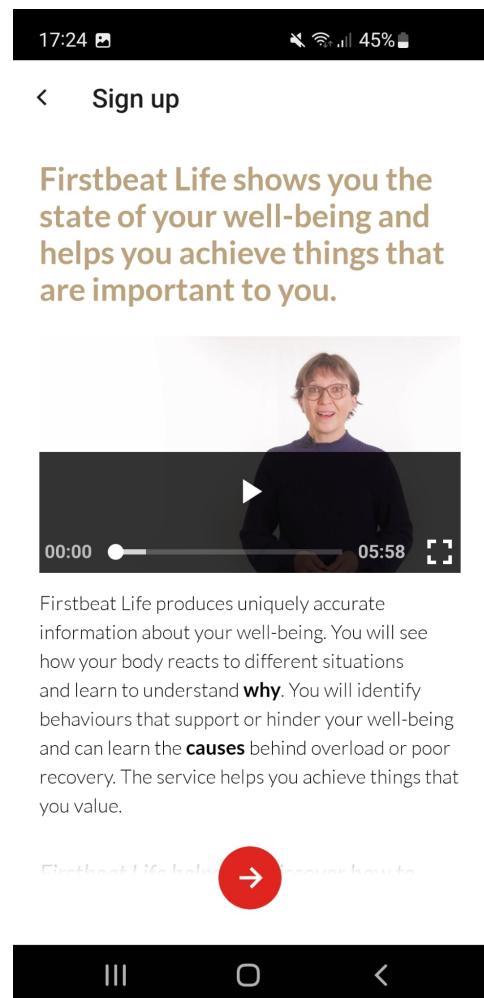 17:24 45%
Sign up
Firstbeat Life shows you the
state of your well-being and
helps you achieve things that
are important to you.
00:00 05:58
Firstbeat Life produces uniquely accurate
information about your well-being. You will see
how your body reacts to different situations
and learn to understand why. You will identify
behaviours that support or hinder your well-being
and can learn the causes behind overload or poor
recovery. The service helps you achieve things that
you value.
Firstbeat Life how to